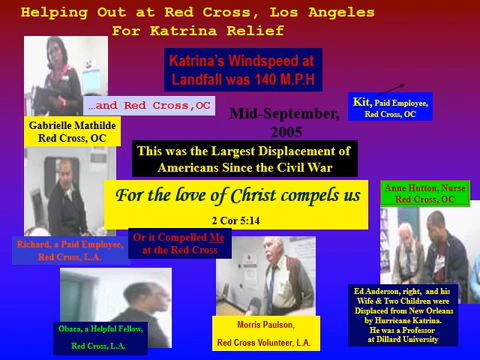 Helping Out at Red Cross, Los Angeles
For Katrina Relief
Katrina's Windspeed at
Landfall was 140 M.P.H
…and Red Cross,OC
Kit, Paid Employee,
Red Cross, OC
Mid-September,
2005
Gabrielle Mathilde
Red Cross, OC
This was the Largest Displacement of
Americans Since the Civil War
For the love of Christ compels us
2 Cor 5:14
Anne Hutton, Nurse
Red Cross, OC
Or it Compelled Me
at the Red Cross
Richard, a Paid Employee,
Red Cross, L.A.
Ed Anderson, right, and his
Wife & Two Children were
Displaced from New Orleans
by Hurricane Katrina.
He was a Professor
at Dillard University
Obaca, a Helpful Fellow,
Red Cross, L.A.
Morris Paulson,
Red Cross Volunteer, L.A.